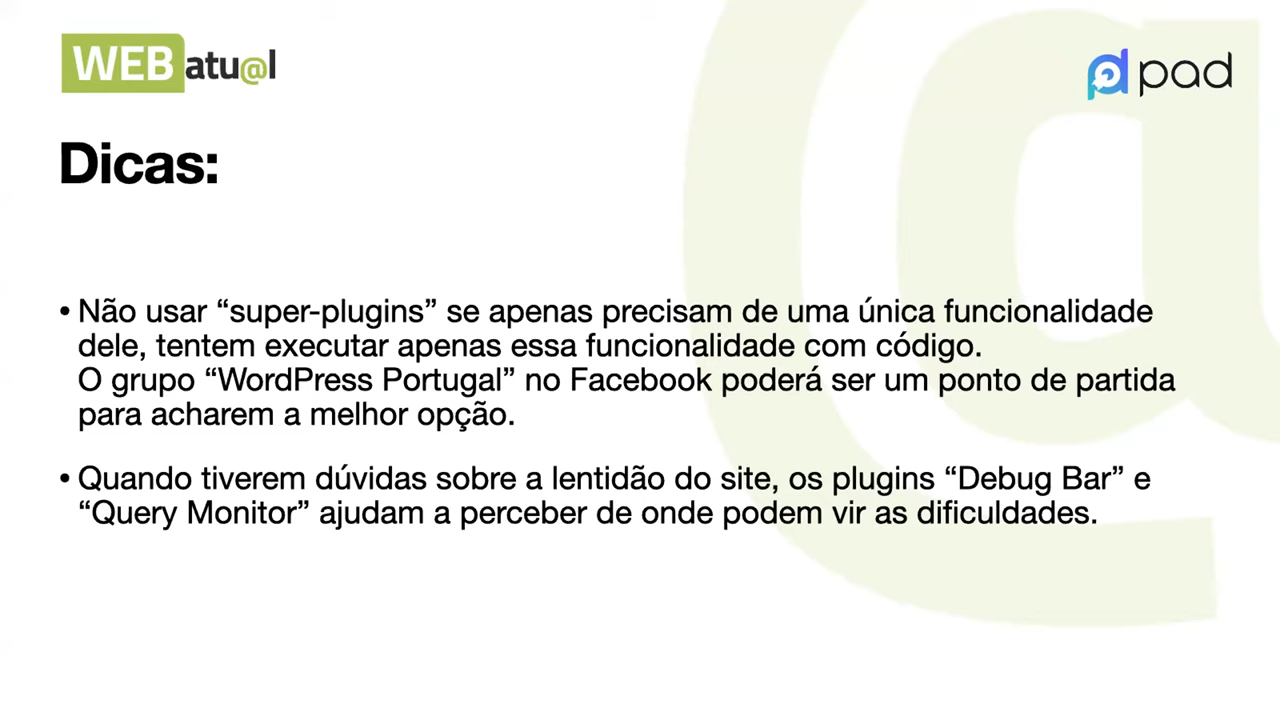 WEB atu@l
pad
Dicas:
• Não usar “super-plugins” se apenas precisam de uma única funcionalidade
dele, tentem executar apenas essa funcionalidade com código.
O grupo “WordPress Portugal” no Facebook poderá ser um ponto de partida
para acharem a melhor opção.
• Quando tiverem dúvidas sobre a lentidão do site, os plugins “Debug Bar” e
“Query Monitor” ajudam a perceber de onde podem vir as dificuldades.